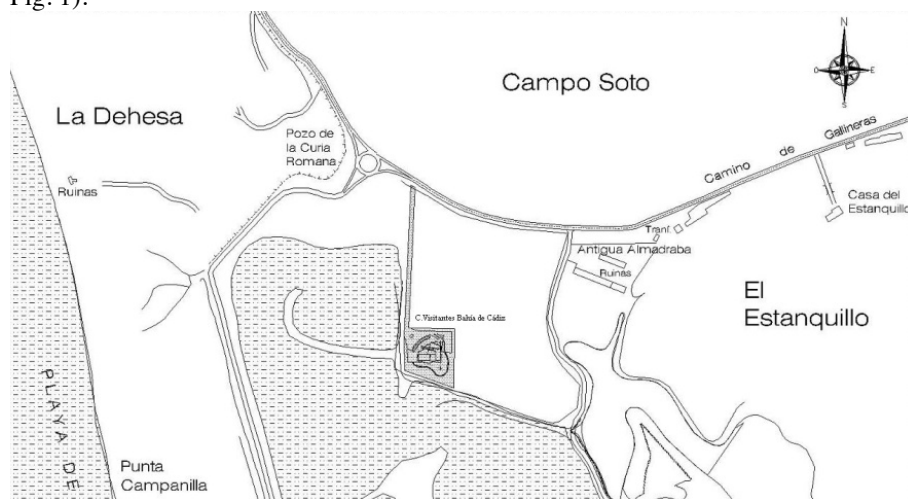 Fig. 1).
N
O
E
S
Campo Soto
La Dehesa
Pozo de
la Curia
Romana
Camino de Gallineras
Ruinas
Casa del
Estanquillo
Tranf.
Antigua Almadraba
Ruinas
El
Estanquillo
C.Visitantes Bahía de Cádiz
PLAYA DE
Punta
Campanilla